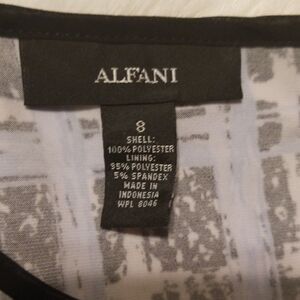 ALFANI
8
SHELL:
100% POLYESTER
LINING:
95% POLYESTER
5% SPANDEX
MADE IN
INDONESIA
WPL 8046